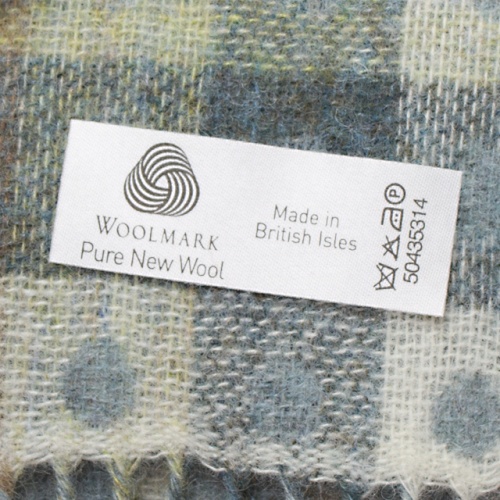 WOOLMARK
Pure New Wool
Made in
British Isles
P
50435314